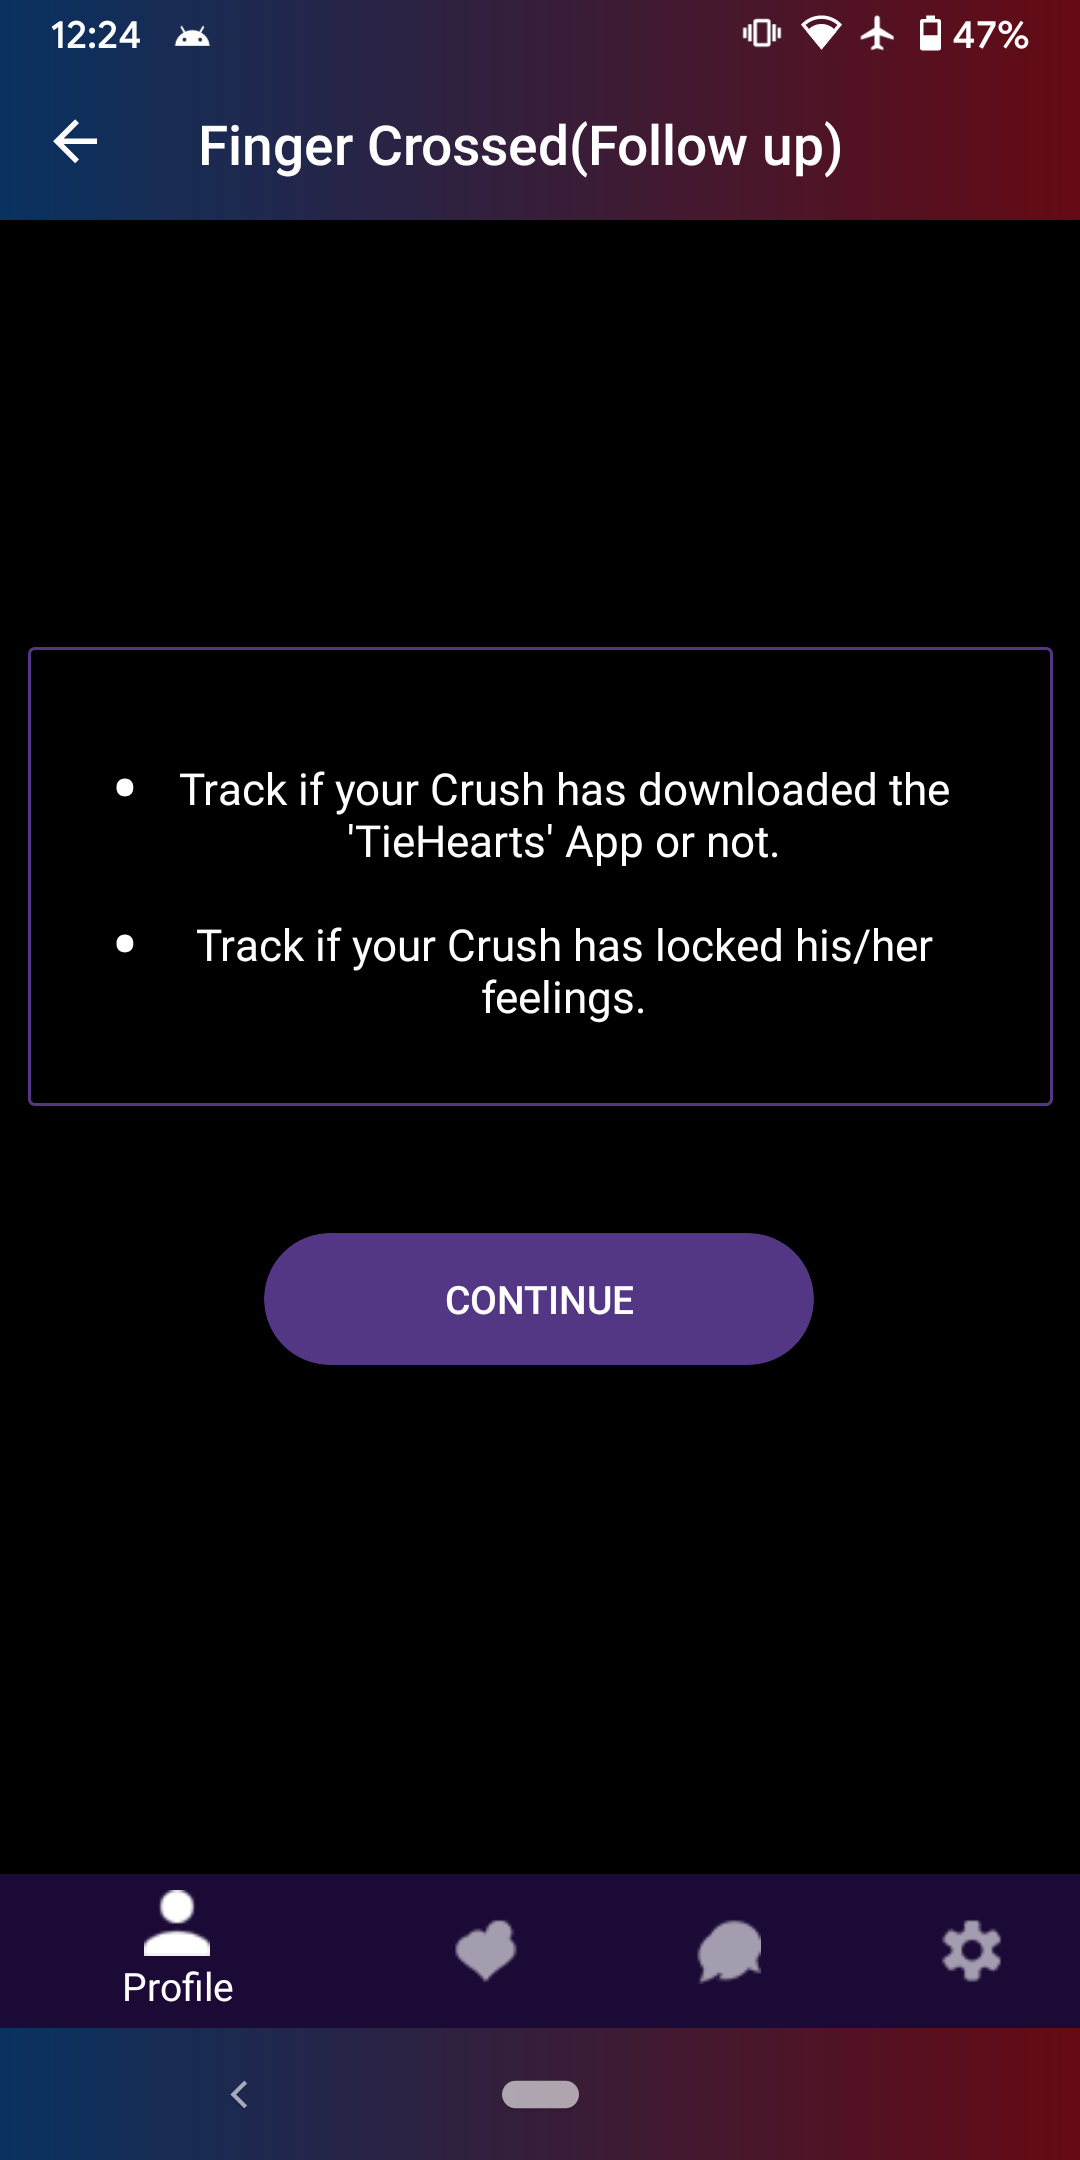 12:24
47%
Finger Crossed(Follow up)
• Track if your Crush has downloaded the
'TieHearts' App or not.
• Track if your Crush has locked his/her
feelings.
CONTINUE
Profile